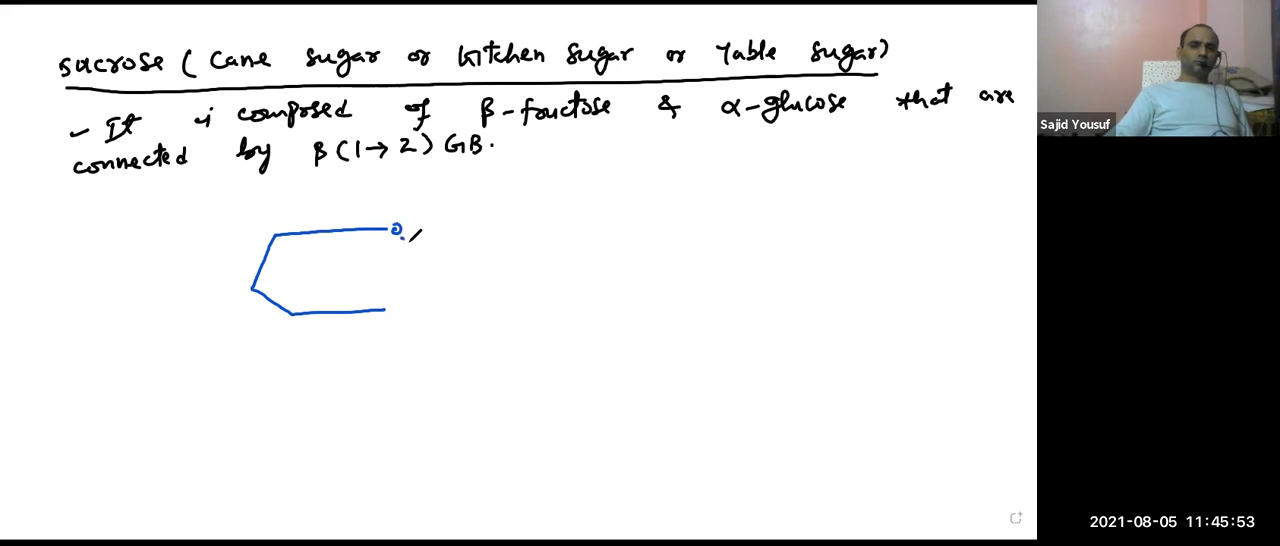 sucrose ( Cane sugar or Kitchen sugar or Table sugar)
- It is composed of β-fructose & α-glucose that are
connected by β(1→2) GB.
O
Sajid Yousuf
2021-08-05 11:45:53